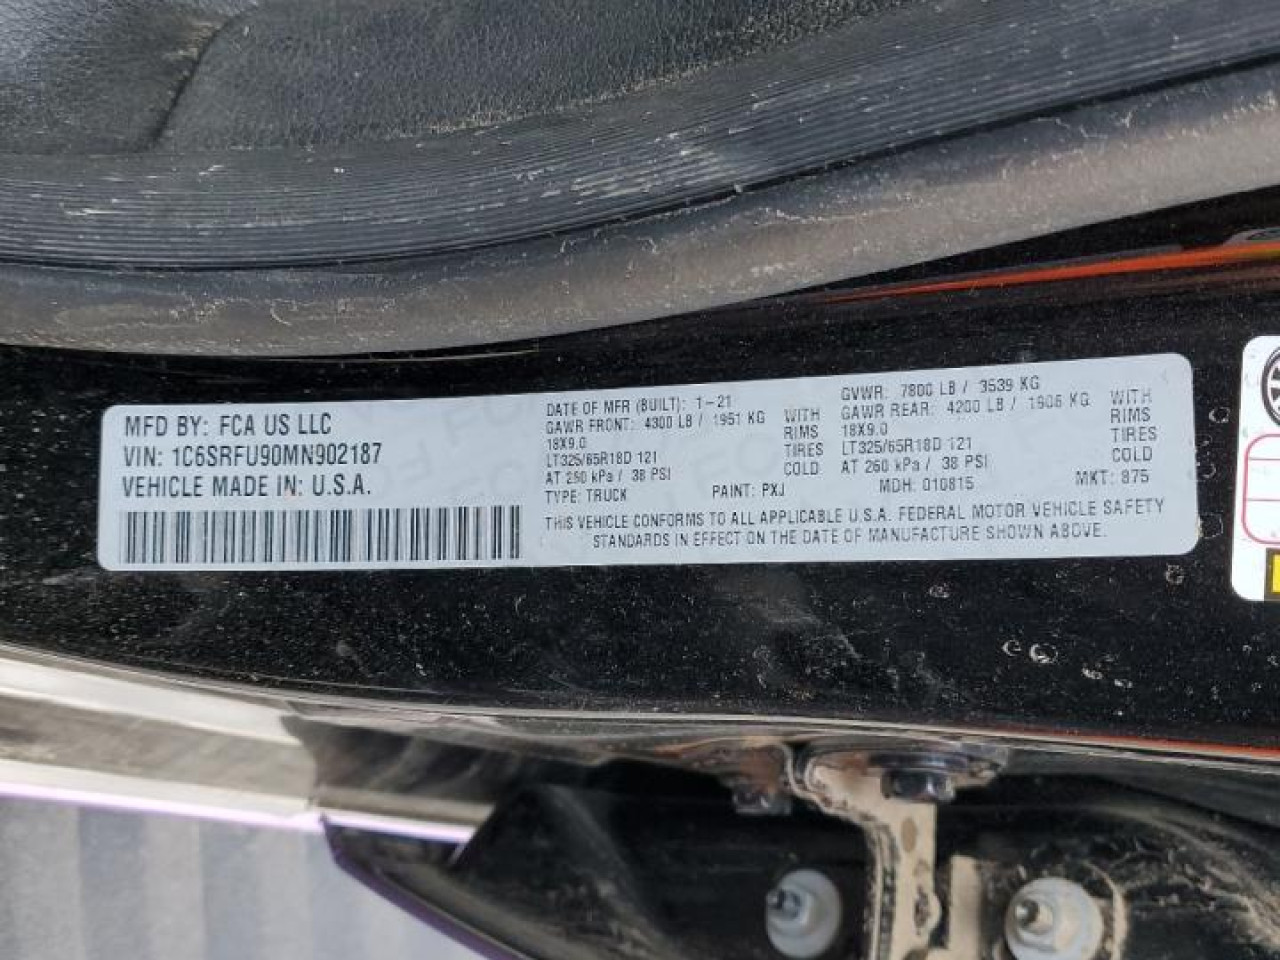 MFD BY: FCA US LLC
VIN: 1C6SRFU90MN902187
VEHICLE MADE IN: U.S.A.
DATE OF MFR (BUILT): 1-21
GAWR FRONT: 4300 LB / 1951 KG WITH
18X9.0 RIMS
LT325/65R18D 121 TIRES
AT 260 kPa / 38 PSI COLD
TYPE: TRUCK PAINT: PXJ
GVWR: 7800 LB / 3539 KG
GAWR REAR: 4200 LB / 1906 KG WITH
18X9.0 RIMS
LT325/65R18D 121 TIRES
AT 260 kPa / 38 PSI COLD
MDH: 010815 MKT: 875
THIS VEHICLE CONFORMS TO ALL APPLICABLE U.S.A. FEDERAL MOTOR VEHICLE SAFETY
STANDARDS IN EFFECT ON THE DATE OF MANUFACTURE SHOWN ABOVE.